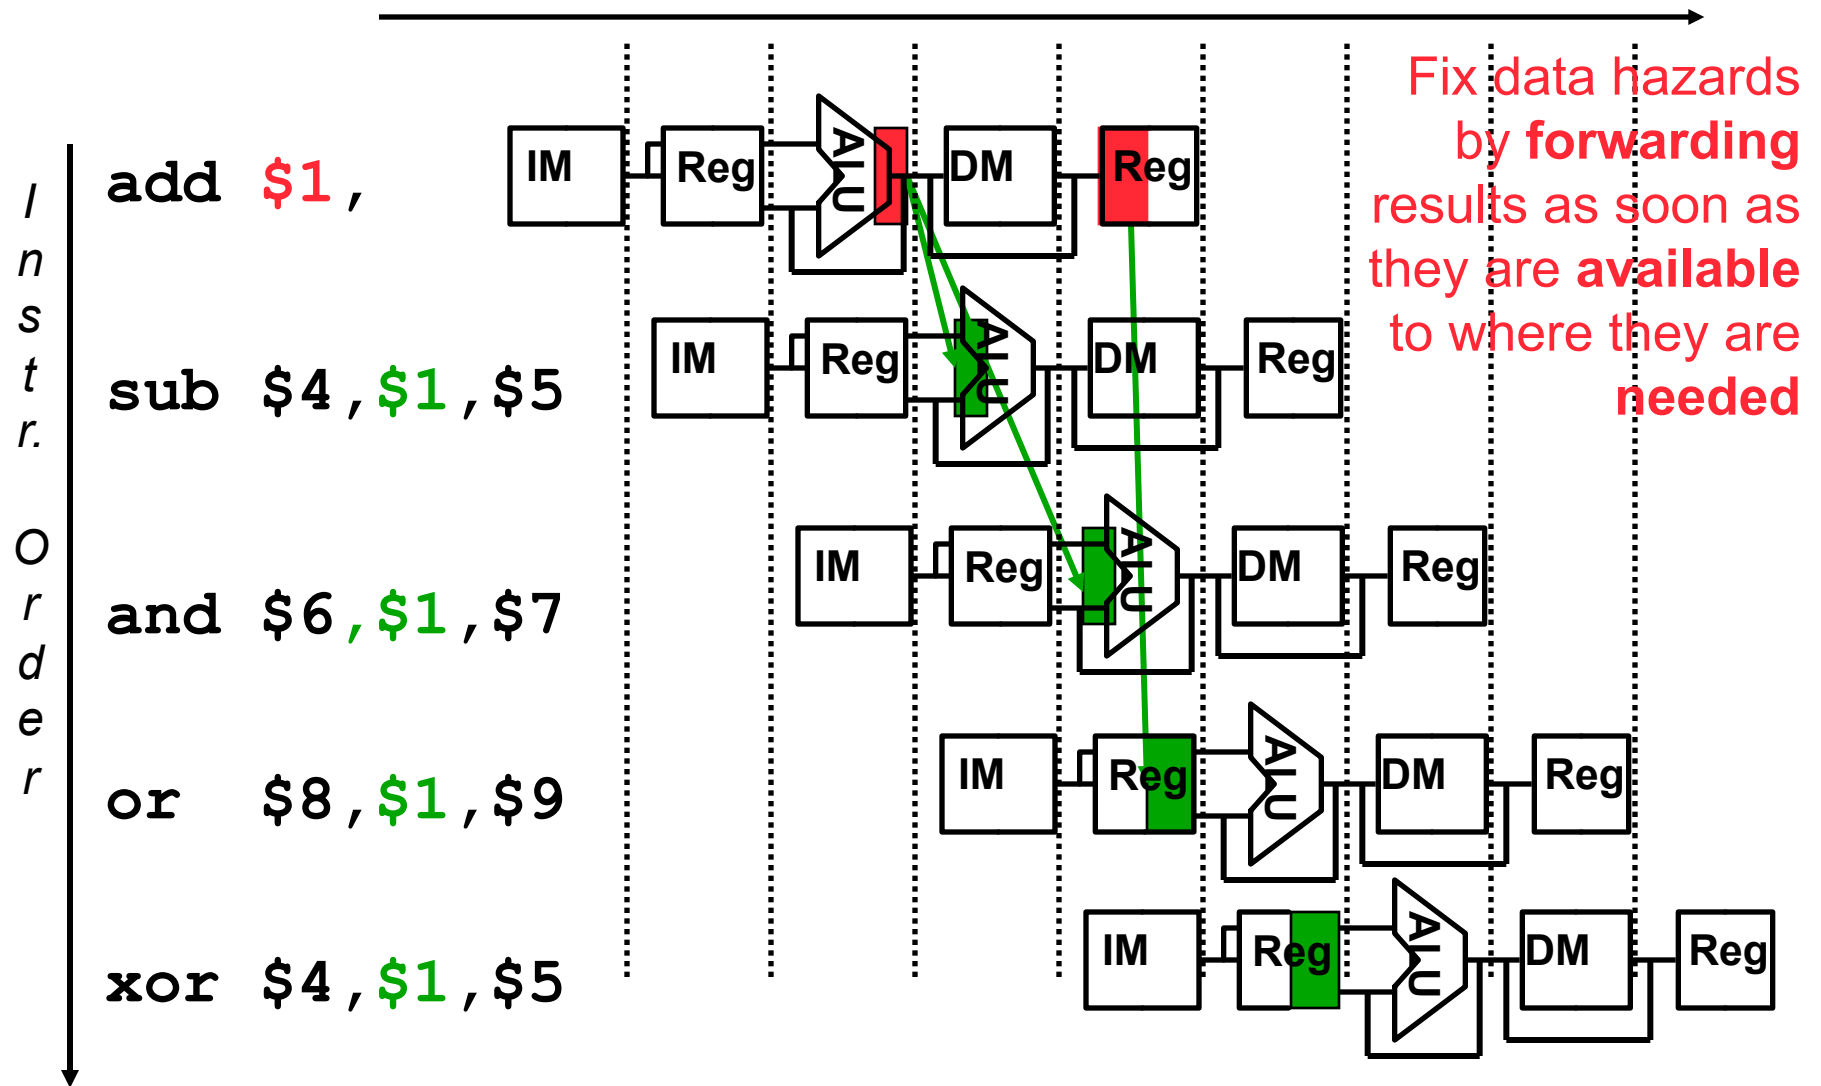 Fix data hazards
by forwarding
results as soon as
they are available
to where they are
needed
Instr. Order
add $1,
IM Reg ALU DM Reg
sub $4,$1,$5
IM Reg ALU DM Reg
and $6,$1,$7
IM Reg ALU DM Reg
or $8,$1,$9
IM Reg ALU DM Reg
xor $4,$1,$5
IM Reg ALU DM Reg